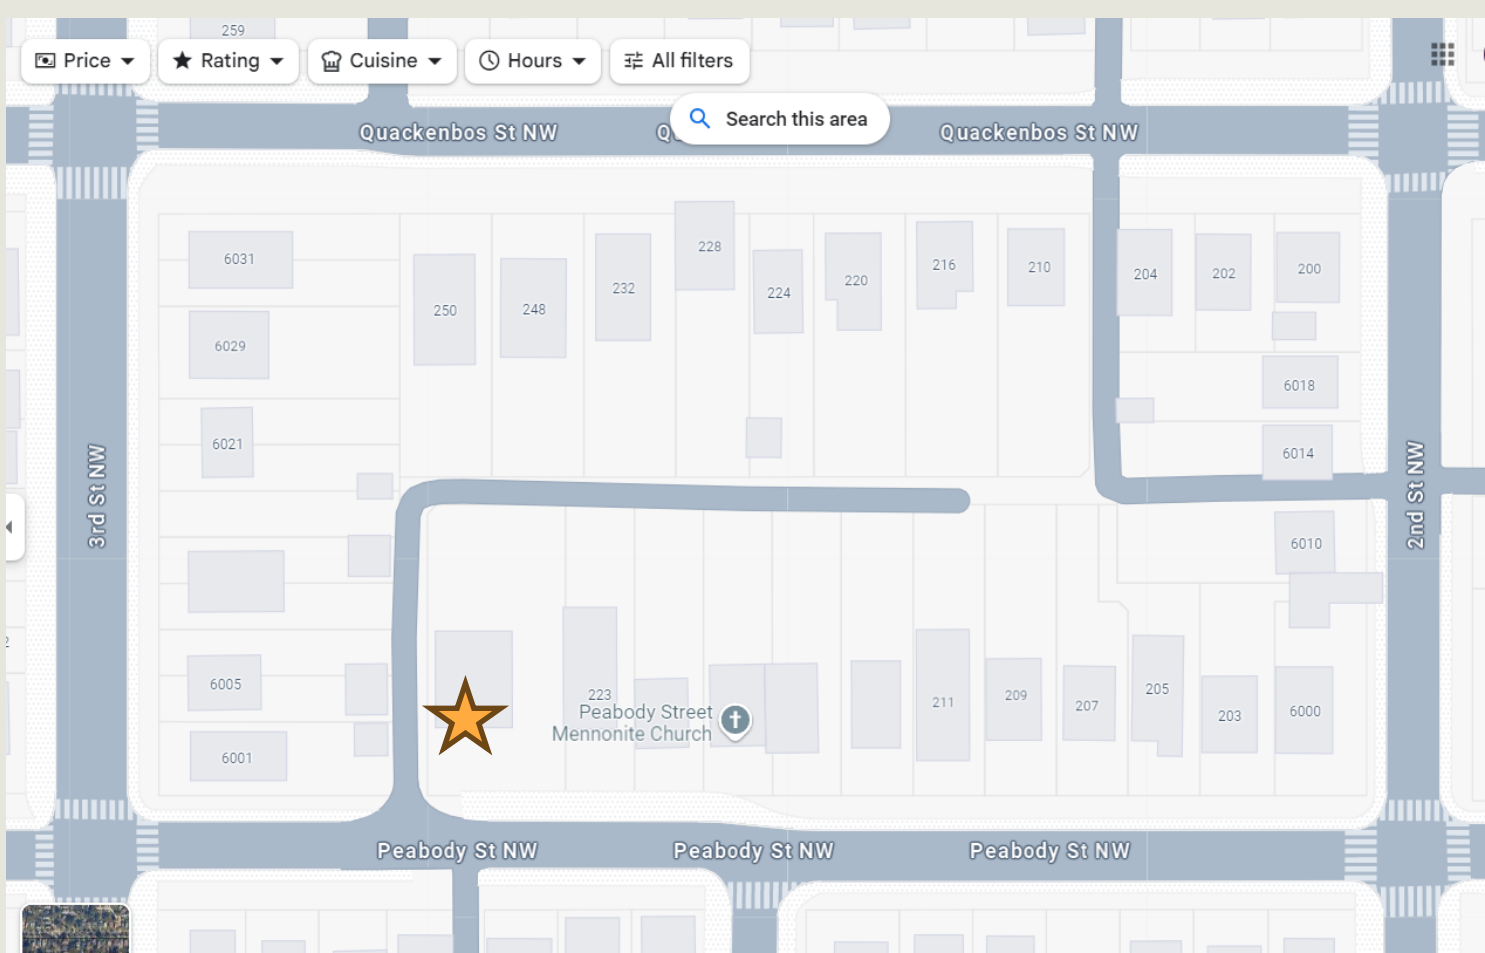 259
Price
Rating
Cuisine
Hours
All filters
Search this area
Quackenbos St NW
Quackenbos St NW
6031
228
204
202
200
216
210
220
232
224
250
248
6029
6018
6021
6014
3rd St NW
2nd St NW
6010
6005
223
211
209
207
205
203
6000
Peabody Street
Mennonite Church
6001
Peabody St NW
Peabody St NW
Peabody St NW